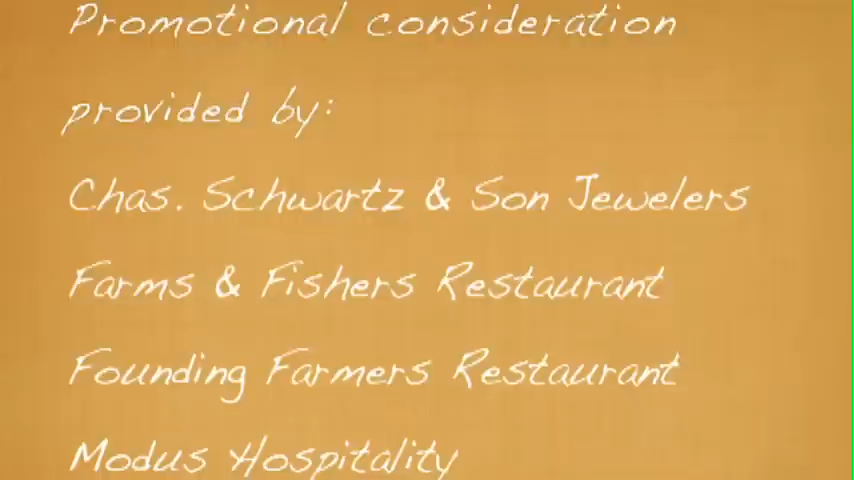 Promotional consideration
provided by:
Chas. Schwartz & Son Jewelers
Farms & Fishers Restaurant
Founding Farmers Restaurant
Modus Hospitality